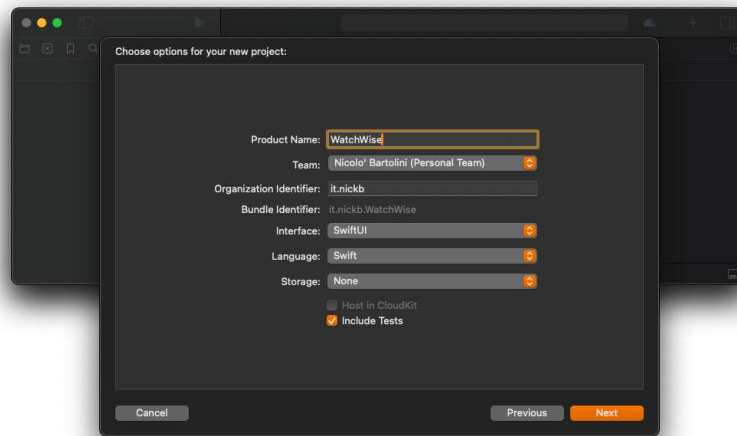 Choose options for your new project:
Product Name: WatchWise
Team: Nicolo' Bartolini (Personal Team)
Organization Identifier: it.nickb
Bundle Identifier: it.nickb.WatchWise
Interface: SwiftUI
Language: Swift
Storage: None
Host in CloudKit
Include Tests
Cancel Previous Next